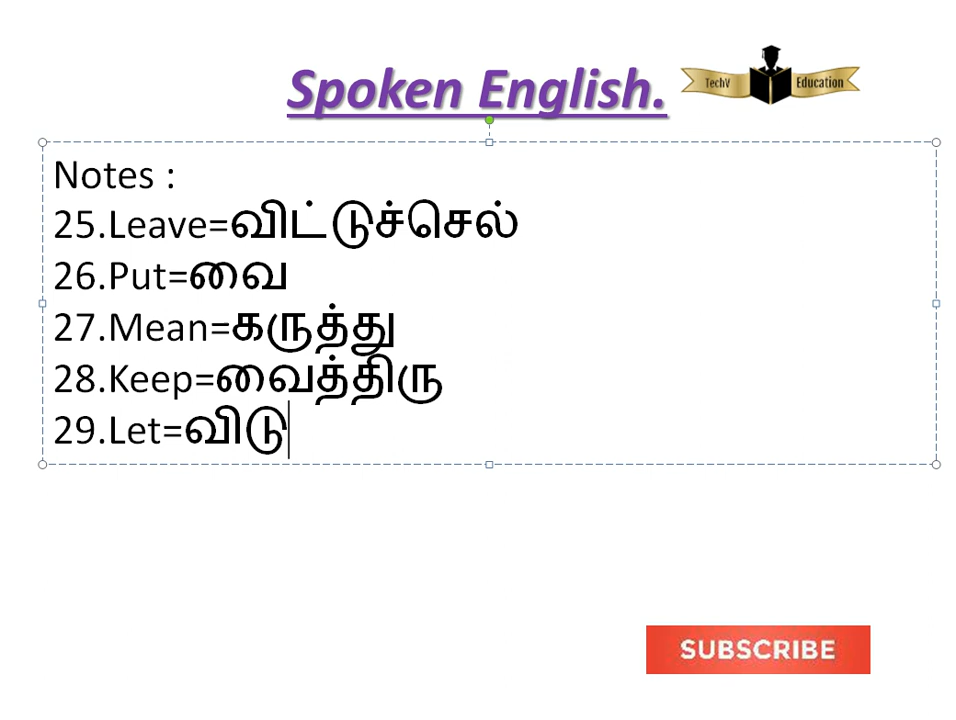 Spoken English.
TechV Education
Notes :
25.Leave=விட்டுச்செல்
26.Put=வை
27.Mean=கருத்து
28.Keep=வைத்திரு
29.Let=விடு
SUBSCRIBE